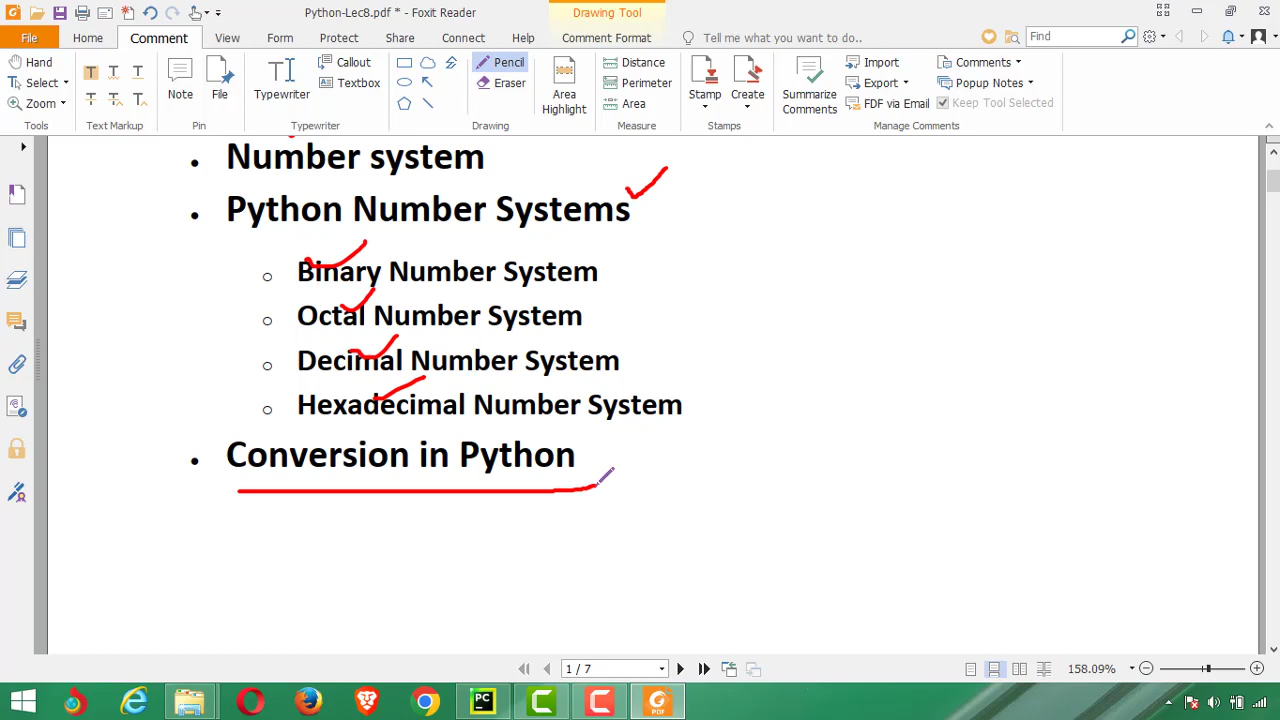 Python-Lec8.pdf * - Foxit Reader
Drawing Tool
File Home Comment View Form Protect Share Connect Help Comment Format Tell me what you want to do.. Find
Hand
Select
Zoom
Tools
Text Markup
Note
File
Pin
Typewriter
Callout
Textbox
Typewriter
Pencil
Eraser
Area Highlight
Drawing
Distance
Perimeter
Area
Measure
Stamp
Create
Stamps
Summarize Comments
Import
Export
FDF via Email
Comments
Popup Notes
Keep Tool Selected
Manage Comments
• Number system
• Python Number Systems
o Binary Number System
o Octal Number System
o Decimal Number System
o Hexadecimal Number System
• Conversion in Python
1 / 7
158.09%
PC
C
C
PDF